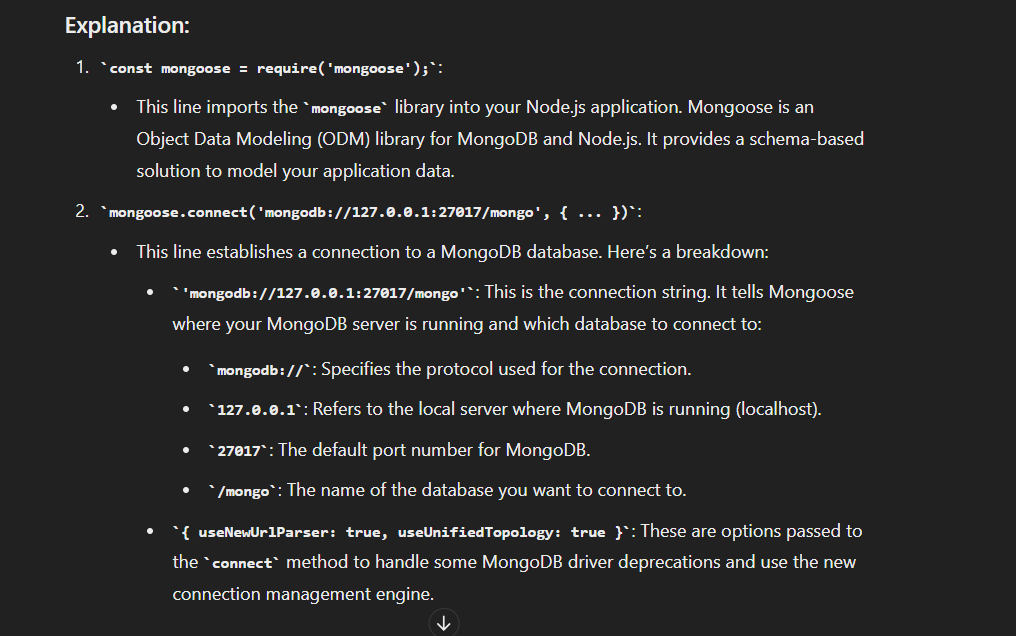 Explanation:
1. `const mongoose = require('mongoose');`:
• This line imports the `mongoose` library into your Node.js application. Mongoose is an
Object Data Modeling (ODM) library for MongoDB and Node.js. It provides a schema-based
solution to model your application data.
2. `mongoose.connect('mongodb://127.0.0.1:27017/mongo', { ... })`:
• This line establishes a connection to a MongoDB database. Here's a breakdown:
• `'mongodb://127.0.0.1:27017/mongo'`: This is the connection string. It tells Mongoose
where your MongoDB server is running and which database to connect to:
• `mongodb://`: Specifies the protocol used for the connection.
• `127.0.0.1`: Refers to the local server where MongoDB is running (localhost).
• `27017`: The default port number for MongoDB.
• `/mongo`: The name of the database you want to connect to.
• `{ useNewUrlParser: true, useUnifiedTopology: true }`: These are options passed to
the `connect` method to handle some MongoDB driver deprecations and use the new
connection management engine.